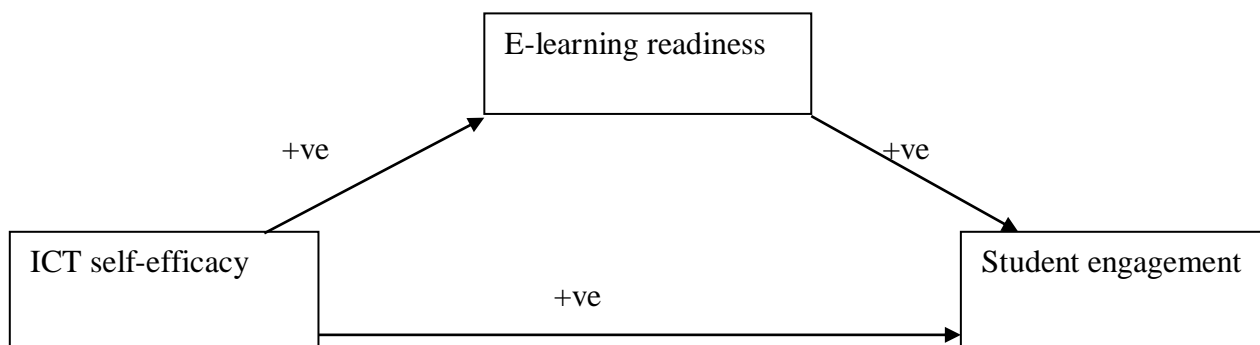 E-learning readiness
+ve
+ve
ICT self-efficacy
Student engagement
+ve